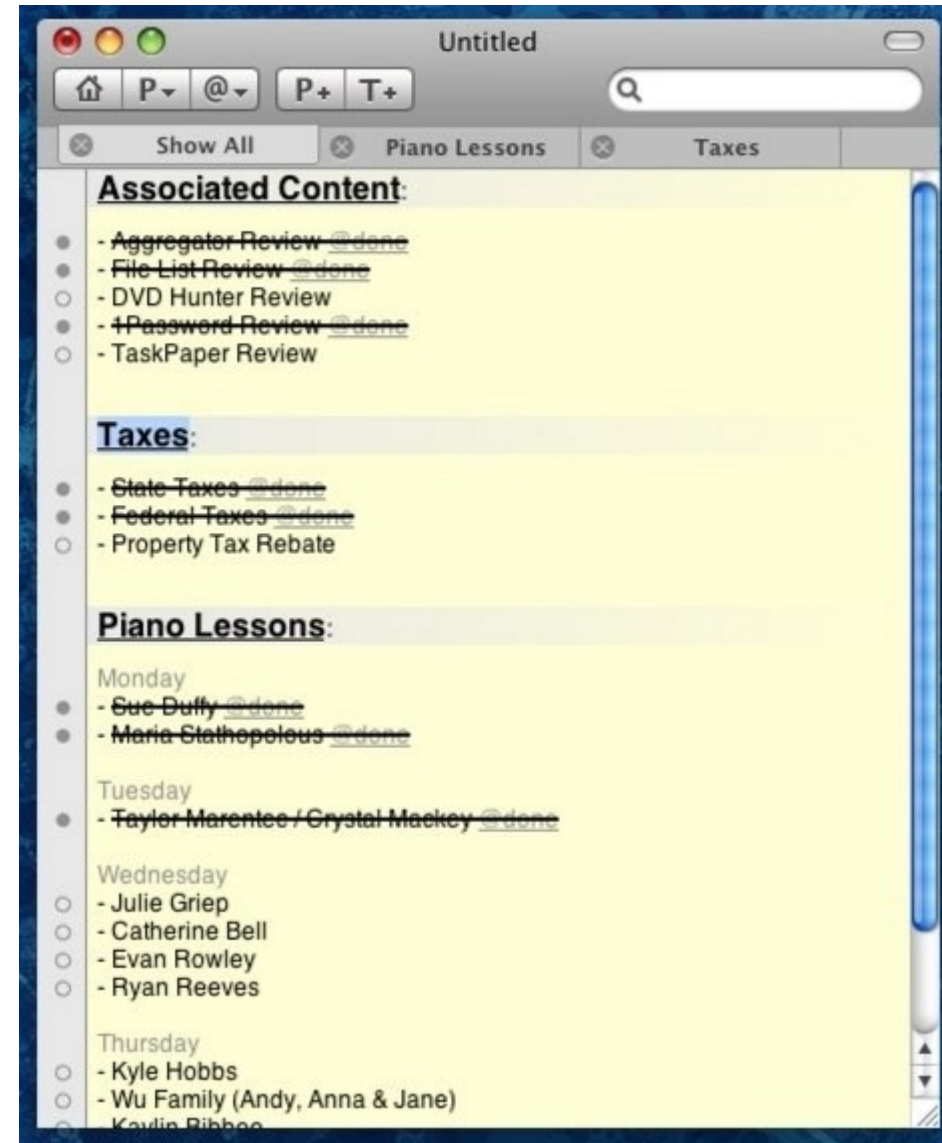 Untitled
P @ P+ T+
Show All Piano Lessons Taxes
Associated Content:
- Aggregator Review @done
- File List Review @done
- DVD Hunter Review
- 1Password Review @done
- TaskPaper Review
Taxes:
- State Taxes @done
- Federal Taxes @done
- Property Tax Rebate
Piano Lessons:
Monday
- Sue Duffy @done
- Maria Stathopolous @done
Tuesday
- Taylor Marentec / Crystal Mackey @done
Wednesday
- Julie Griep
- Catherine Bell
- Evan Rowley
- Ryan Reeves
Thursday
- Kyle Hobbs
- Wu Family (Andy, Anna & Jane)
- Kaylin